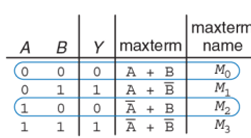 maxterm
A B Y maxterm name
0 0 0 A + B M₀
0 1 1 A + B̅ M₁
1 0 0 A̅ + B M₂
1 1 1 A̅ + B̅ M₃